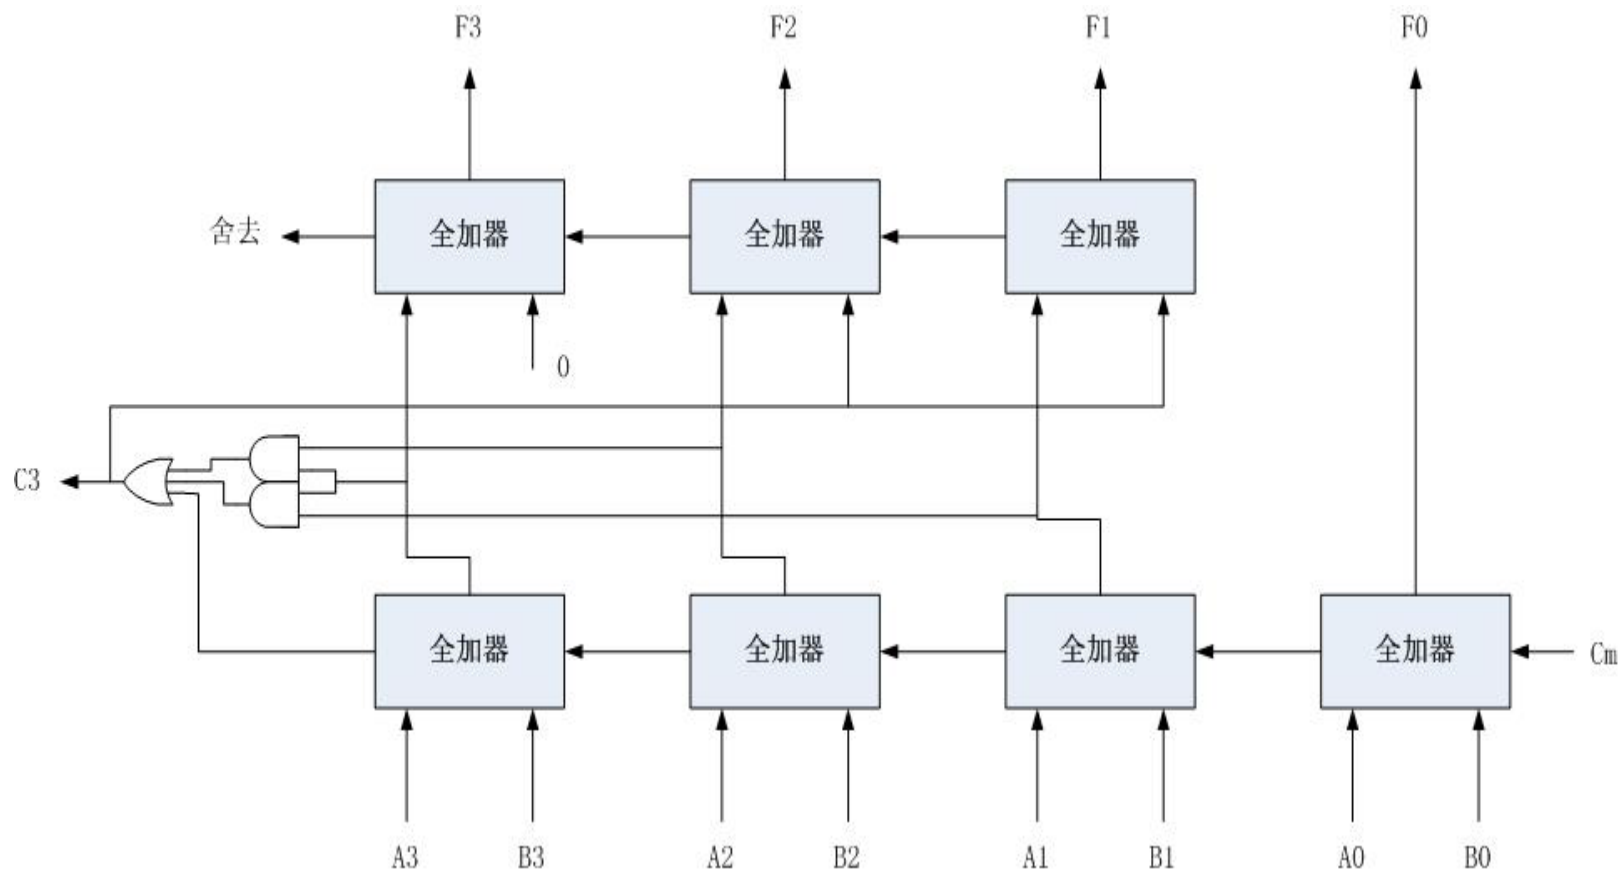 F3 F2 F1 F0
舍去 全加器 全加器 全加器
0
C3
全加器 全加器 全加器 全加器 Cm
A3 B3 A2 B2 A1 B1 A0 B0